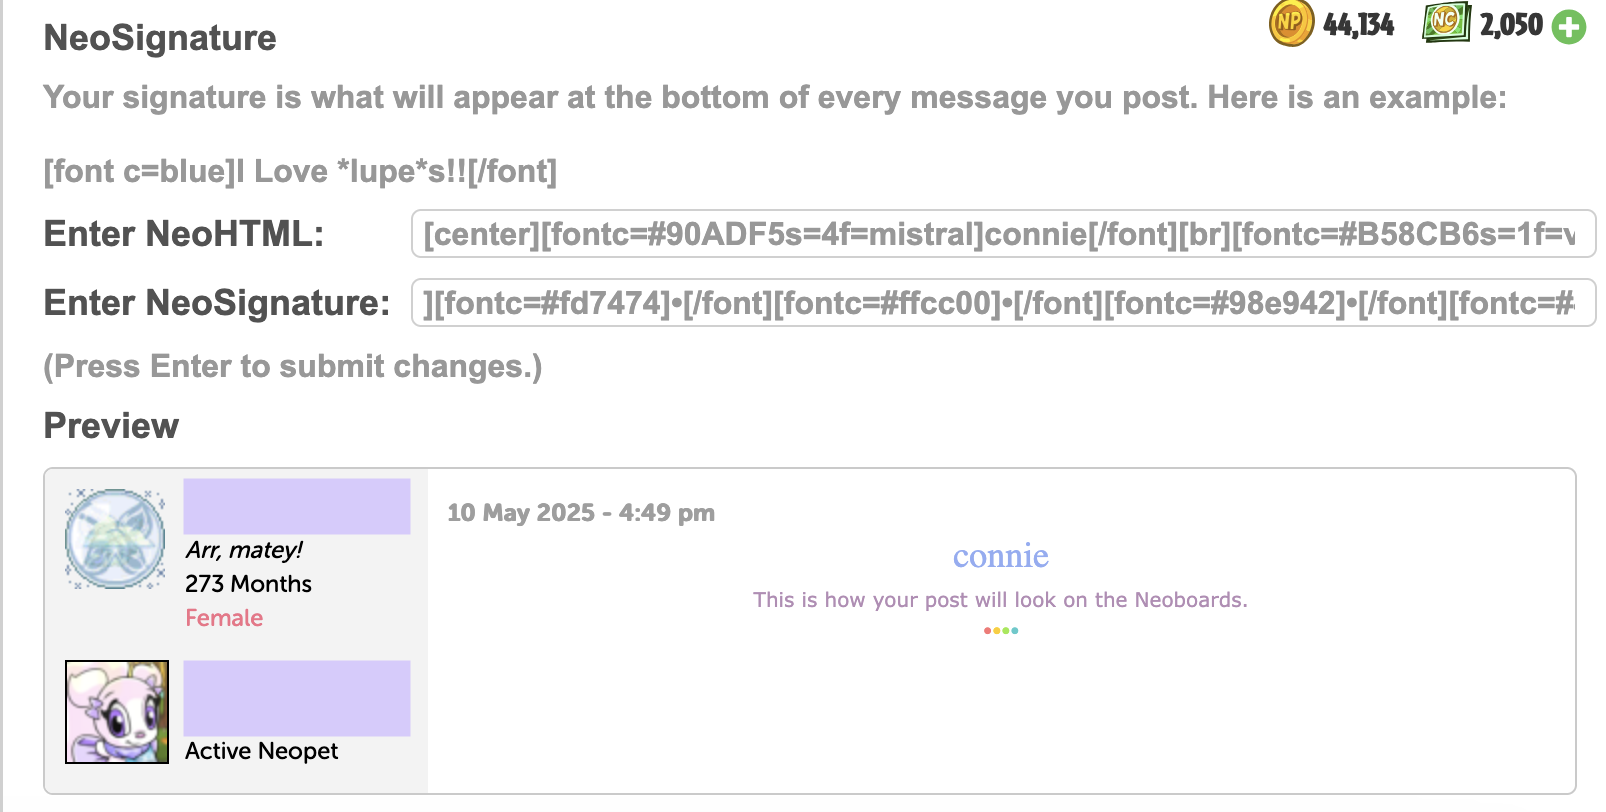 NeoSignature
NP 44,134 NC 2,050
Your signature is what will appear at the bottom of every message you post. Here is an example:
[font c=blue]I Love *lupe*s!![/font]
Enter NeoHTML: [center][fontc=#90ADF5s=4f=mistral]connie[/font][br][fontc=#B58CB6s=1f=v
Enter NeoSignature: ][fontc=#fd7474]•[/font][fontc=#ffcc00]•[/font][fontc=#98e942]•[/font][fontc=#
(Press Enter to submit changes.)
Preview
Arr, matey!
273 Months
Female
Active Neopet
10 May 2025 - 4:49 pm
connie
This is how your post will look on the Neoboards.
••••